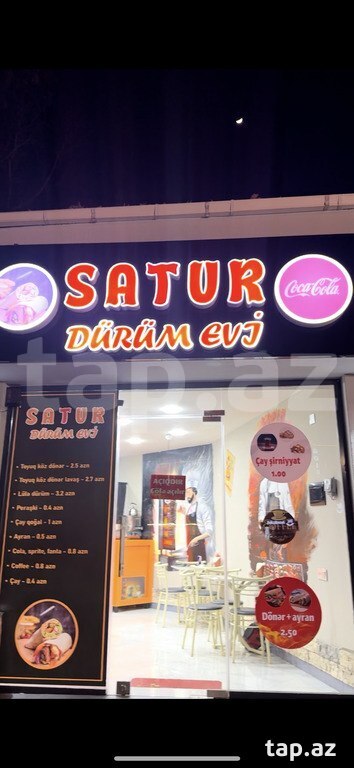 SATUR
DÜRÜM EVİ
Coca-Cola
tap.az
SATUR
DÜRÜM EVİ
• Toyuq köz dönər - 2.5 azn
• Toyuq köz dönər lavaş - 2.7 azn
• Lülə dürüm - 3.2 azn
• Peraşki - 0.4 azn
• Çay qoğal - 1 azn
• Ayran - 0.5 azn
• Cola, sprite, fanta - 0.8 azn
• Coffee - 0.8 azn
• Çay - 0.4 azn
AÇIQDIR
Çay şirniyyat
1.00
Dönər + ayran
2.50
tap.az